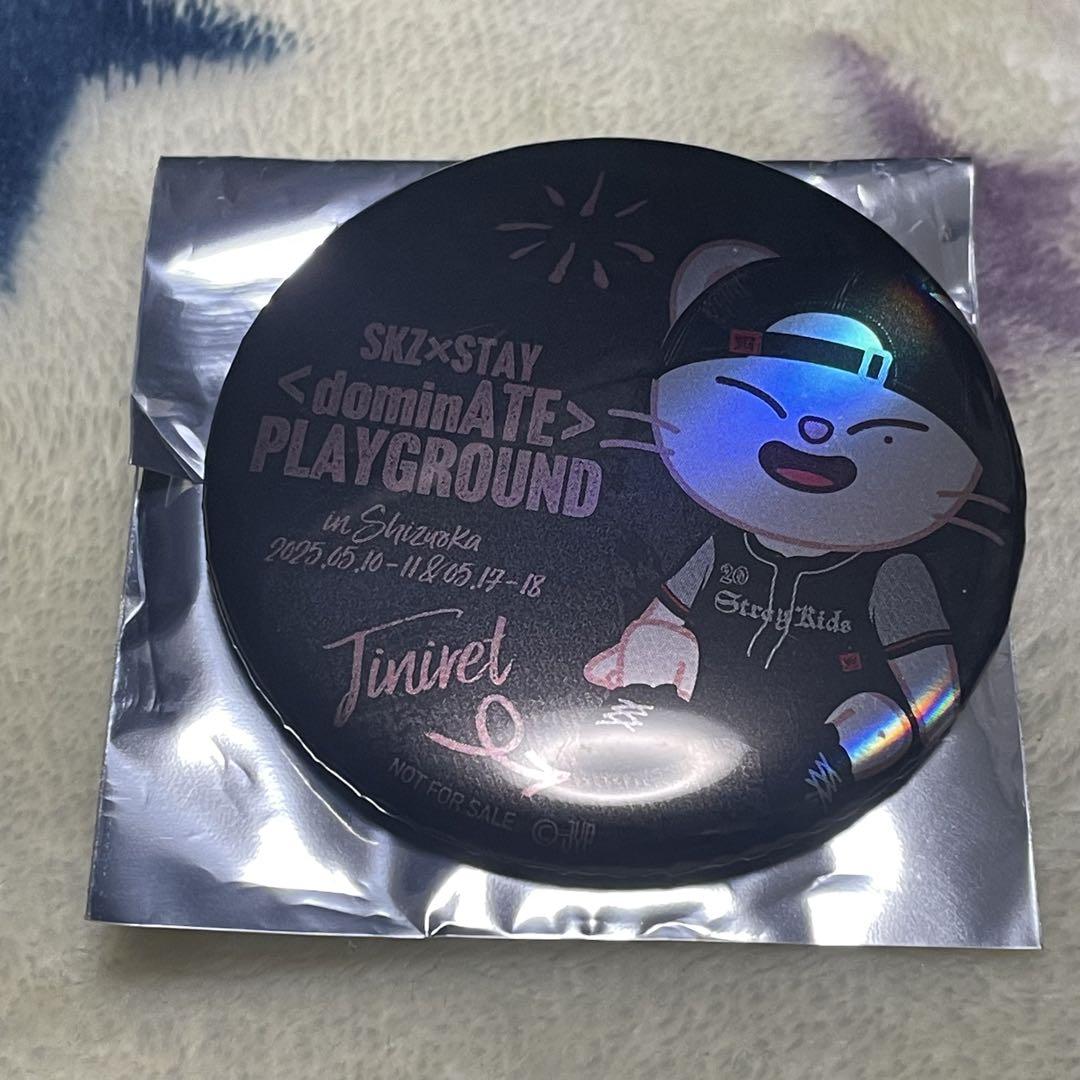 SKZ×STAY
<dominATE>
PLAYGROUND
in Shizuoka
2025.05.10-11&05.17-18
Jiniret
NOT FOR SALE ©JYP
20
Stray Kids